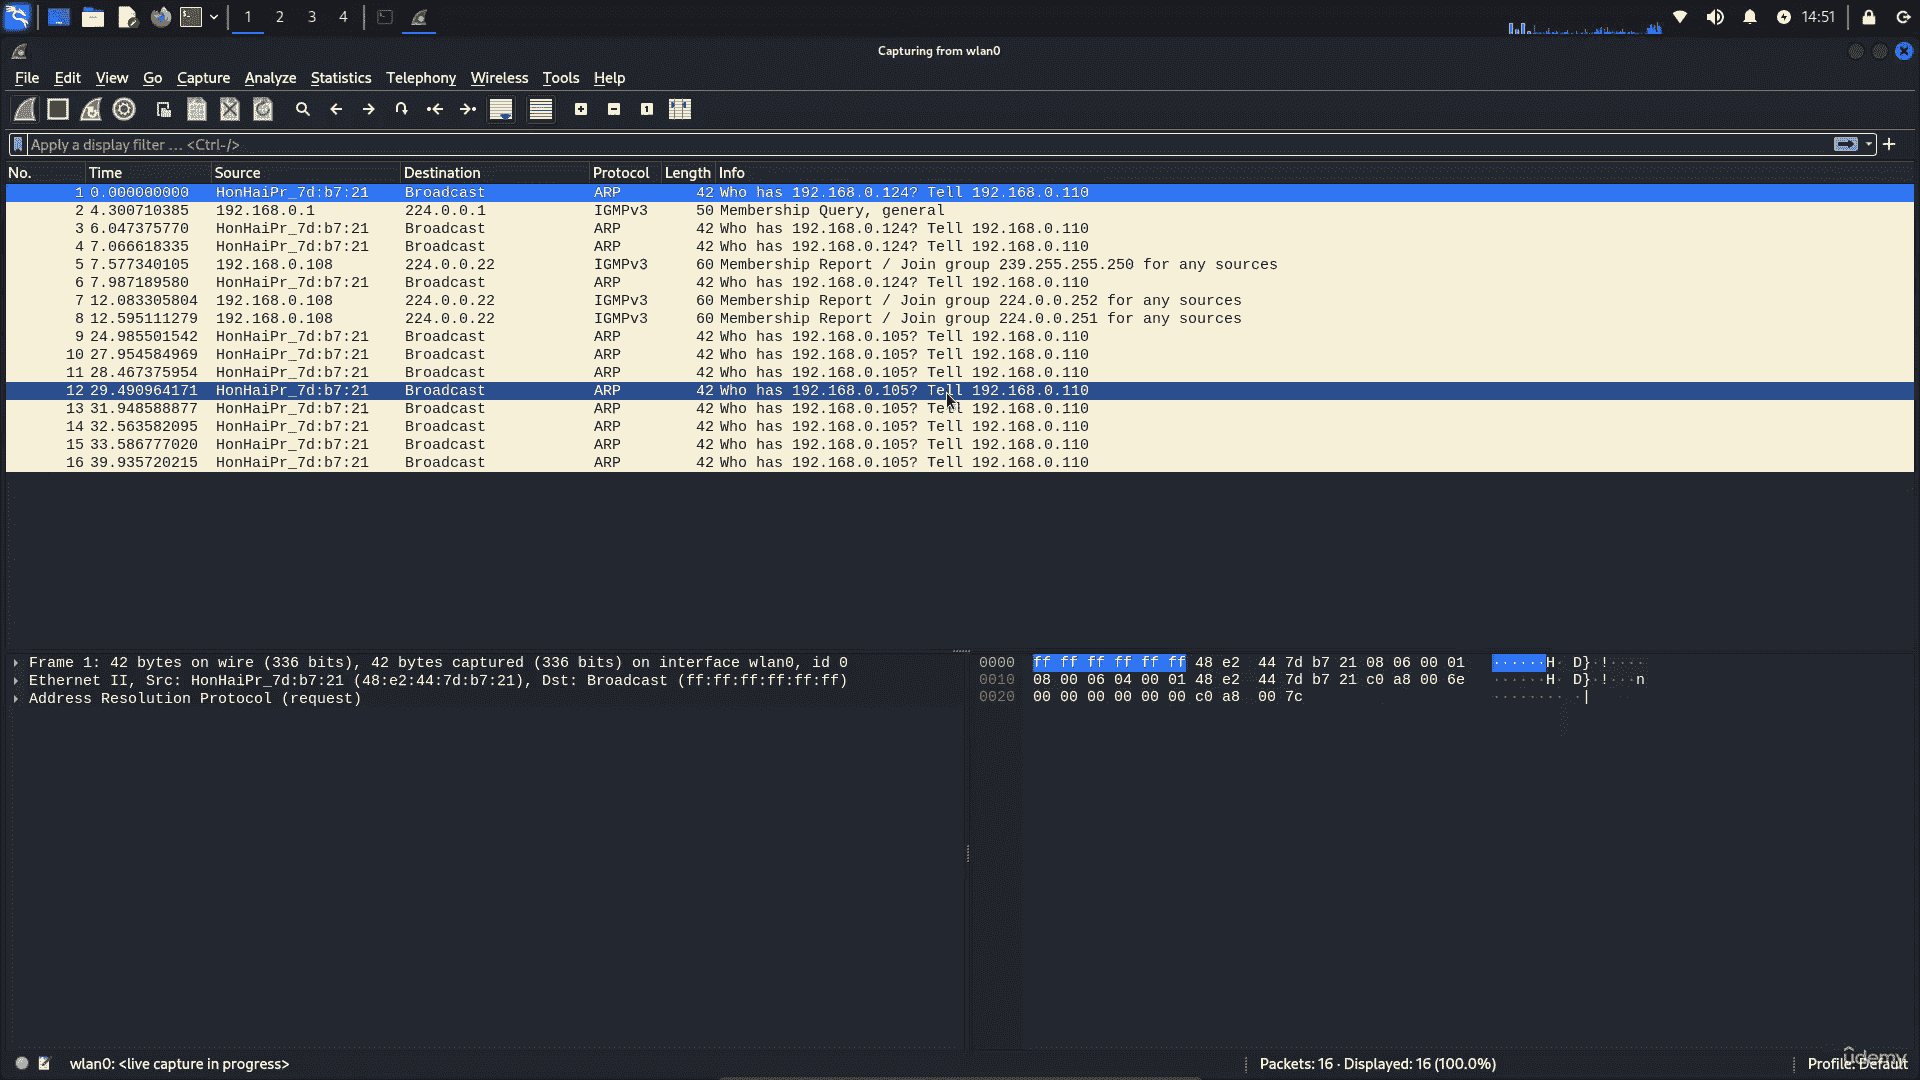 1 2 3 4 14:51
Capturing from wlan0
File Edit View Go Capture Analyze Statistics Telephony Wireless Tools Help
Apply a display filter ... <Ctrl-/>
No. Time Source Destination Protocol Length Info
1 0.000000000 HonHaiPr_7d:b7:21 Broadcast ARP 42 Who has 192.168.0.124? Tell 192.168.0.110
2 4.300710385 192.168.0.1 224.0.0.1 IGMPv3 50 Membership Query, general
3 6.047375770 HonHaiPr_7d:b7:21 Broadcast ARP 42 Who has 192.168.0.124? Tell 192.168.0.110
4 7.066618335 HonHaiPr_7d:b7:21 Broadcast ARP 42 Who has 192.168.0.124? Tell 192.168.0.110
5 7.577340105 192.168.0.108 224.0.0.22 IGMPv3 60 Membership Report / Join group 239.255.255.250 for any sources
6 7.987189580 HonHaiPr_7d:b7:21 Broadcast ARP 42 Who has 192.168.0.124? Tell 192.168.0.110
7 12.083305804 192.168.0.108 224.0.0.22 IGMPv3 60 Membership Report / Join group 224.0.0.252 for any sources
8 12.595111279 192.168.0.108 224.0.0.22 IGMPv3 60 Membership Report / Join group 224.0.0.251 for any sources
9 24.985501542 HonHaiPr_7d:b7:21 Broadcast ARP 42 Who has 192.168.0.105? Tell 192.168.0.110
10 27.954584969 HonHaiPr_7d:b7:21 Broadcast ARP 42 Who has 192.168.0.105? Tell 192.168.0.110
11 28.467375954 HonHaiPr_7d:b7:21 Broadcast ARP 42 Who has 192.168.0.105? Tell 192.168.0.110
12 29.490964171 HonHaiPr_7d:b7:21 Broadcast ARP 42 Who has 192.168.0.105? Tell 192.168.0.110
13 31.948588877 HonHaiPr_7d:b7:21 Broadcast ARP 42 Who has 192.168.0.105? Tell 192.168.0.110
14 32.563582095 HonHaiPr_7d:b7:21 Broadcast ARP 42 Who has 192.168.0.105? Tell 192.168.0.110
15 33.586777020 HonHaiPr_7d:b7:21 Broadcast ARP 42 Who has 192.168.0.105? Tell 192.168.0.110
16 39.935720215 HonHaiPr_7d:b7:21 Broadcast ARP 42 Who has 192.168.0.105? Tell 192.168.0.110
Frame 1: 42 bytes on wire (336 bits), 42 bytes captured (336 bits) on interface wlan0, id 0
Ethernet II, Src: HonHaiPr_7d:b7:21 (48:e2:44:7d:b7:21), Dst: Broadcast (ff:ff:ff:ff:ff:ff)
Address Resolution Protocol (request)
0000 ff ff ff ff ff ff 48 e2 44 7d b7 21 08 06 00 01 ······H· D}·!····
0010 08 00 06 04 00 01 48 e2 44 7d b7 21 c0 a8 00 6e ······H· D}·!···n
0020 00 00 00 00 00 00 c0 a8 00 7c ········ ·|
wlan0: <live capture in progress>
Packets: 16 · Displayed: 16 (100.0%)
Profile: Default
udemy